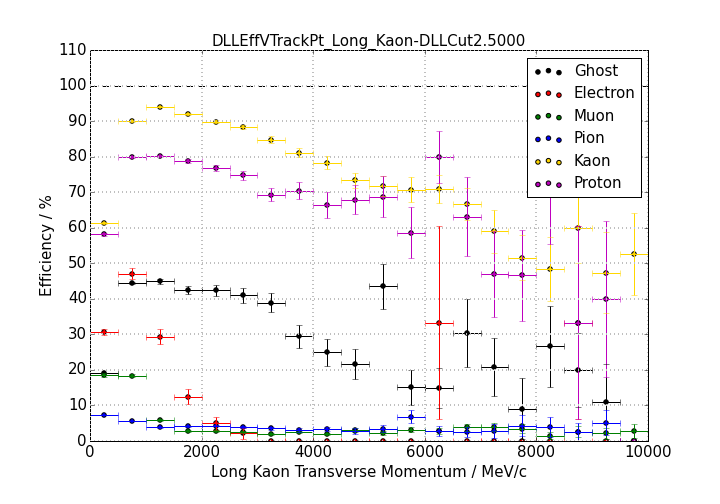 DLLEffVTrackPt_Long_Kaon-DLLCut2.5000
110
100
90
80
70
60
50
40
30
20
10
0
Efficiency / %
Ghost
Electron
Muon
Pion
Kaon
Proton
0 2000 4000 6000 8000 10000
Long Kaon Transverse Momentum / MeV/c